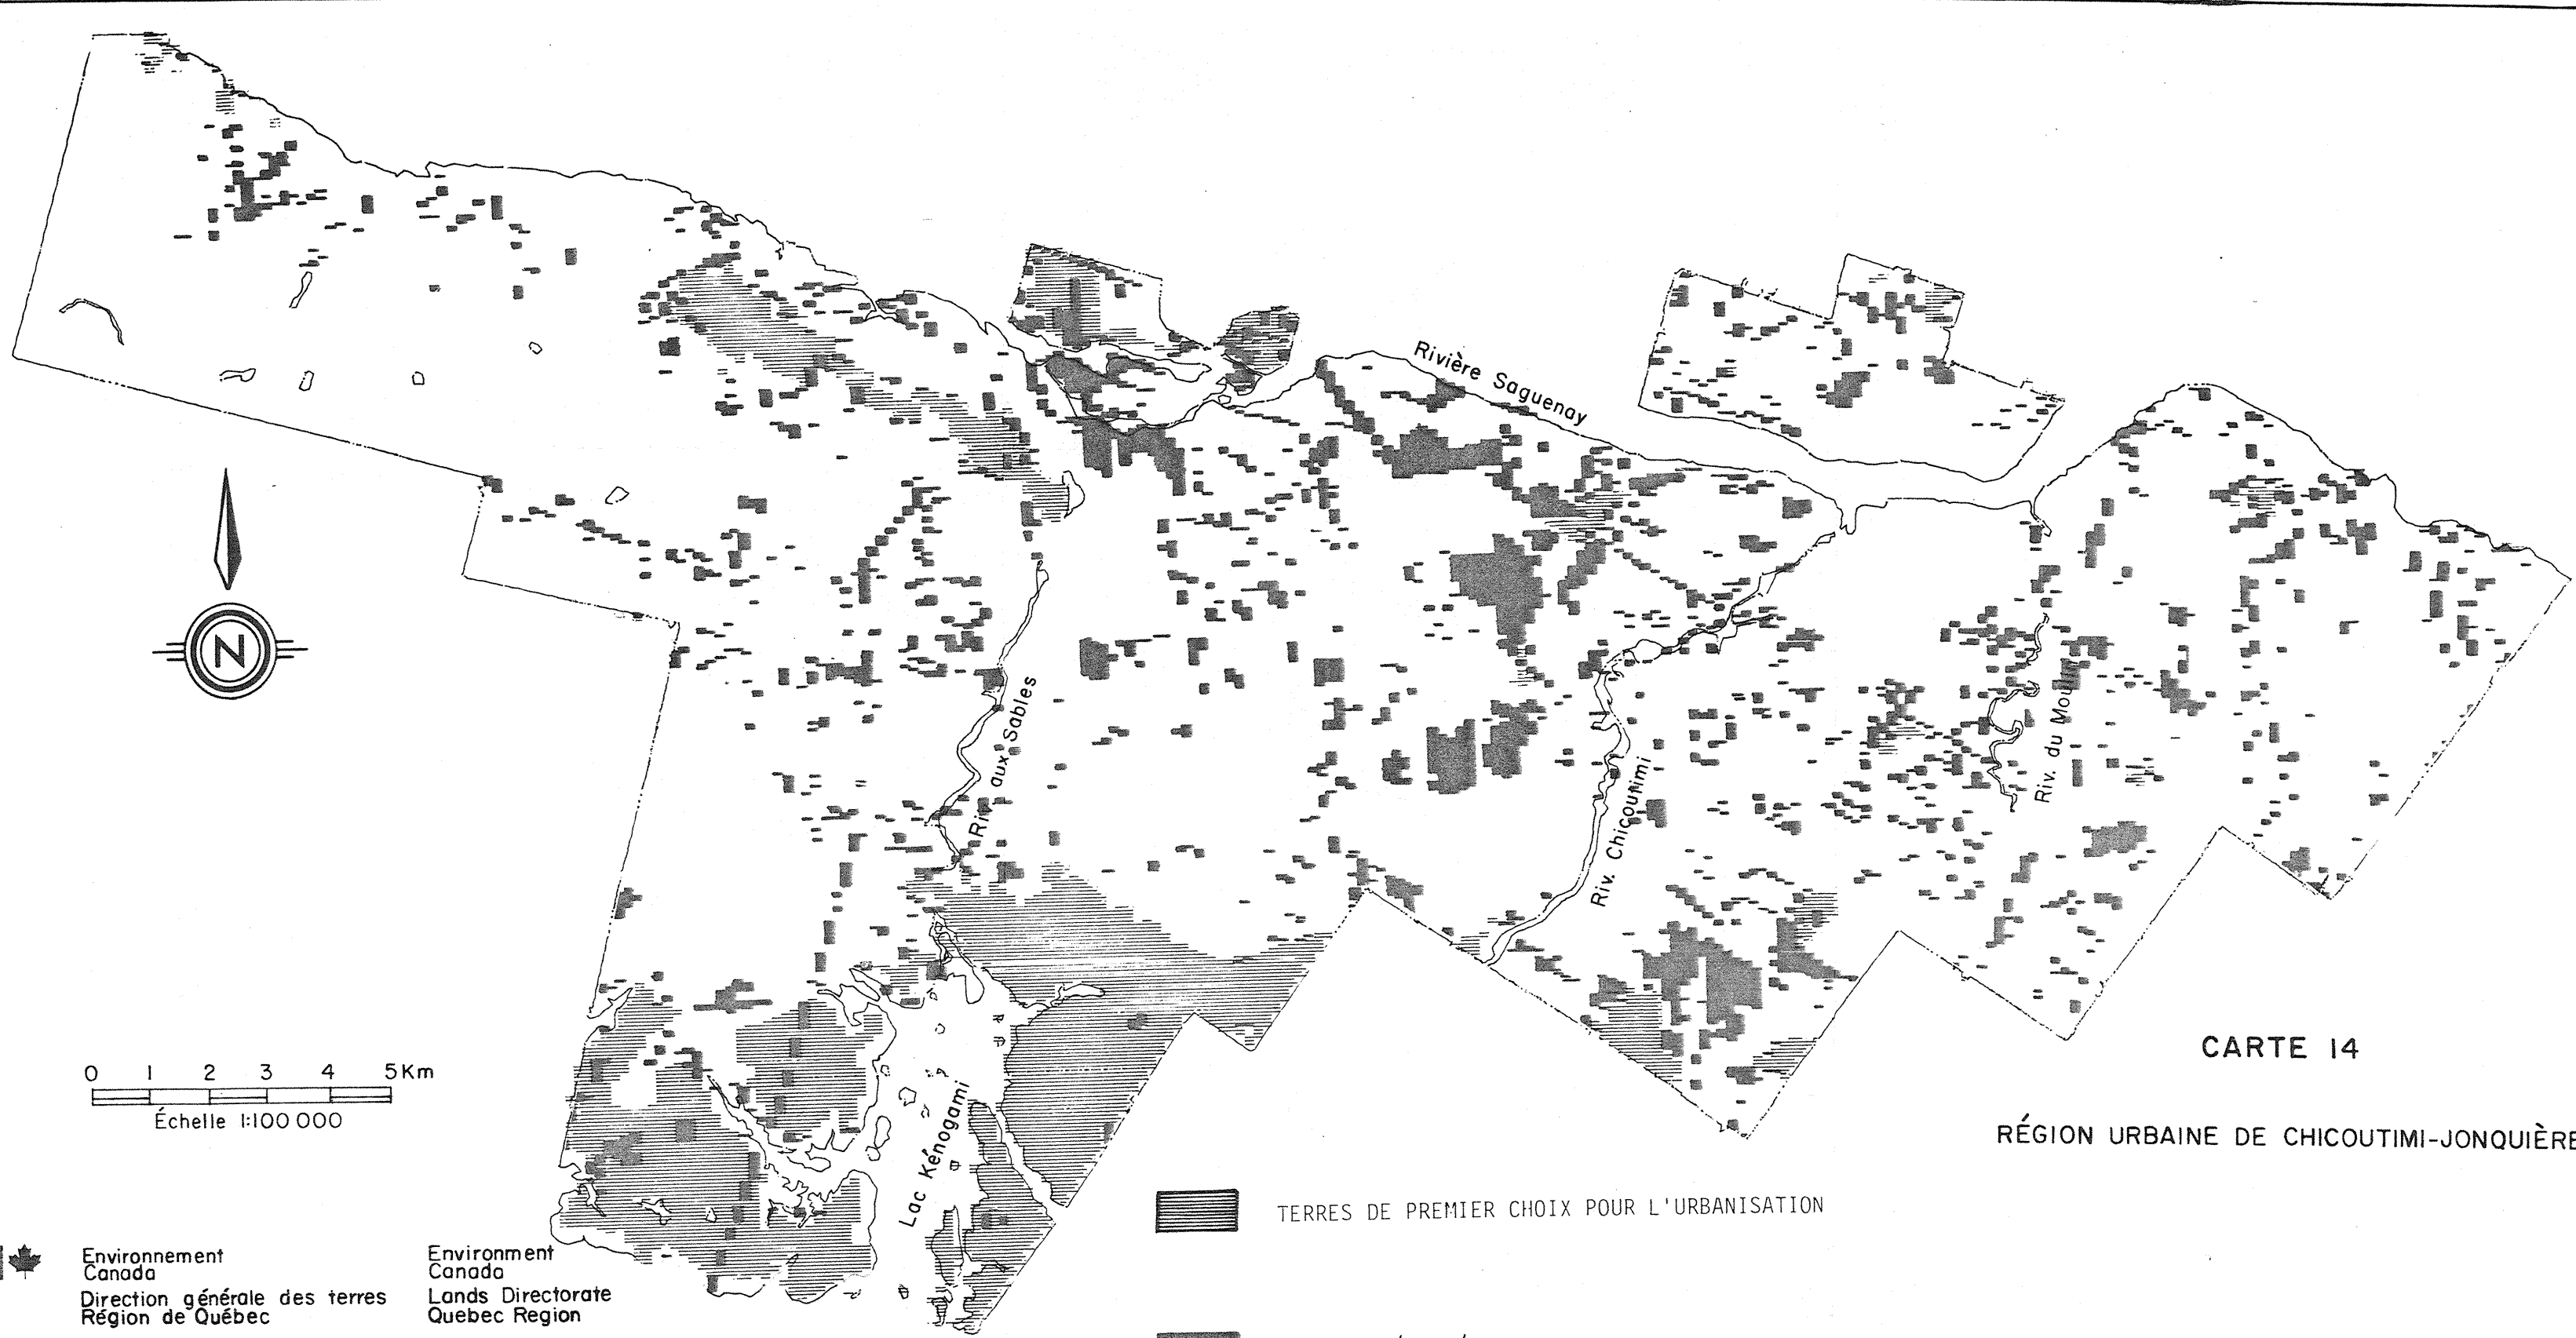 Rivière Saguenay
N
Riv. aux Sables
Riv. du Moulin
Riv. Chicoutimi
Lac Kénogami
0 1 2 3 4 5 Km
Échelle 1:100 000
CARTE 14
RÉGION URBAINE DE CHICOUTIMI-JONQUIÈRE
TERRES DE PREMIER CHOIX POUR L'URBANISATION
Environnement
Canada
Direction générale des terres
Région de Québec
Environment
Canada
Lands Directorate
Quebec Region